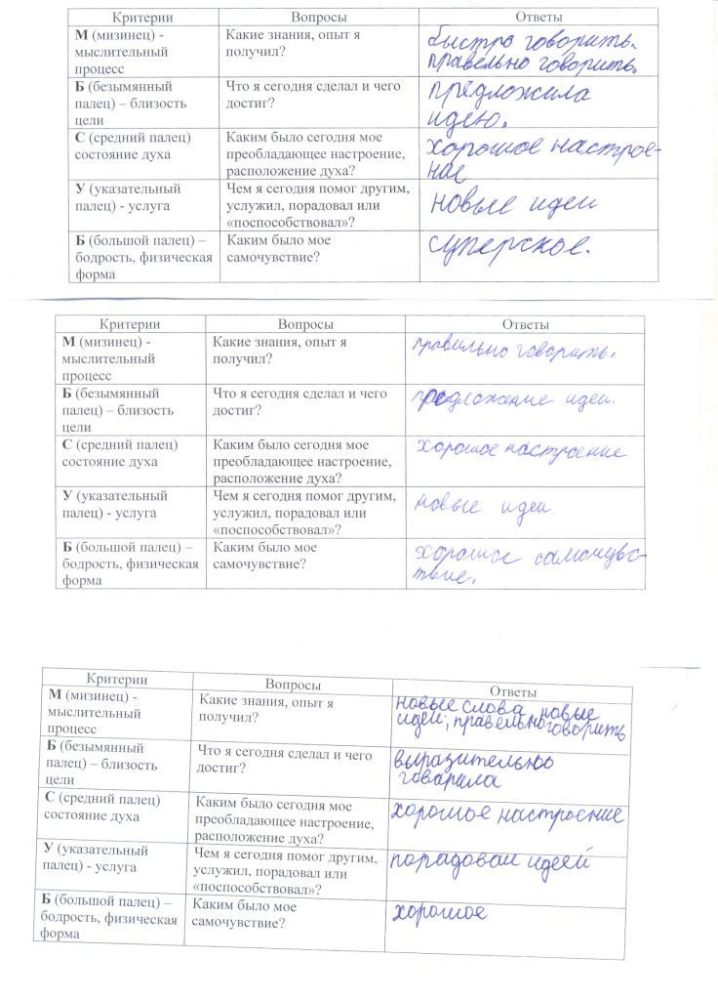 Критерии Вопросы Ответы
М (мизинец) - Какие знания, опыт я быстро говорить.
мыслительный получил? правельно говорить.
процесс
Б (безымянный Что я сегодня сделал и чего предложила
палец) – близость достиг? идею.
цели
С (средний палец) Каким было сегодня мое хорошое настрое-
состояние духа преобладающее настроение, ние
расположение духа?
У (указательный Чем я сегодня помог другим, новые идеи
палец) - услуга услужил, порадовал или
«поспособствовал»?
Б (большой палец) – Каким было мое суперское.
бодрость, физическая самочувствие?
форма
Критерии Вопросы Ответы
М (мизинец) - Какие знания, опыт я правильно говорить.
мыслительный получил?
процесс
Б (безымянный Что я сегодня сделал и чего предложение идеи.
палец) – близость достиг?
цели
С (средний палец) Каким было сегодня мое хорошое настроение
состояние духа преобладающее настроение,
расположение духа?
У (указательный Чем я сегодня помог другим, новые идеи
палец) - услуга услужил, порадовал или
«поспособствовал»?
Б (большой палец) – Каким было мое хорошое самочувс-
бодрость, физическая самочувствие? твие.
форма
Критерии Вопросы Ответы
М (мизинец) - Какие знания, опыт я новые слова, новые
мыслительный получил? идеи, правельно говорить
процесс
Б (безымянный Что я сегодня сделал и чего выразительно
палец) – близость достиг? говарила
цели
С (средний палец) Каким было сегодня мое хорошое настроение
состояние духа преобладающее настроение,
расположение духа?
У (указательный Чем я сегодня помог другим, порадовал идеей
палец) - услуга услужил, порадовал или
«поспособствовал»?
Б (большой палец) – Каким было мое хорошое
бодрость, физическая самочувствие?
форма